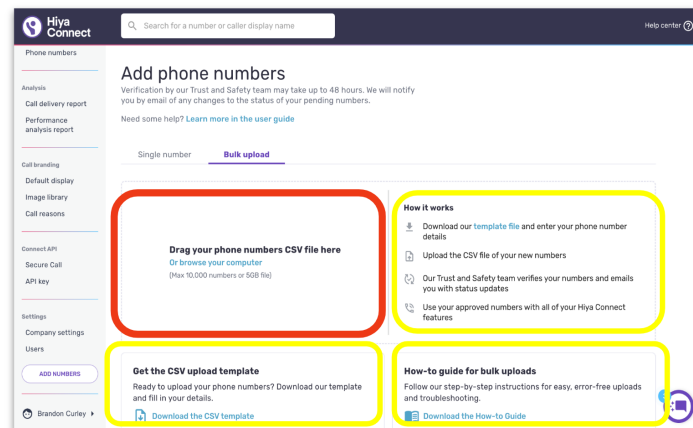 Hiya
Connect
Search for a number or caller display name
Help center
Phone numbers
Analysis
Call delivery report
Performance
analysis report
Call branding
Default display
Image library
Call reasons
Connect API
Secure Call
API key
Settings
Company settings
Users
ADD NUMBERS
Brandon Curley
Add phone numbers
Verification by our Trust and Safety team may take up to 48 hours. We will notify
you by email of any changes to the status of your pending numbers.
Need some help? Learn more in the user guide
Single number
Bulk upload
Drag your phone numbers CSV file here
Or browse your computer
(Max 10,000 numbers or 5GB file)
How it works
Download our template file and enter your phone number
details
Upload the CSV file of your new numbers
Our Trust and Safety team verifies your numbers and emails
you with status updates
Use your approved numbers with all of your Hiya Connect
features
Get the CSV upload template
Ready to upload your phone numbers? Download our template
and fill in your details.
Download the CSV template
How-to guide for bulk uploads
Follow our step-by-step instructions for easy, error-free uploads
and troubleshooting.
Download the How-to Guide